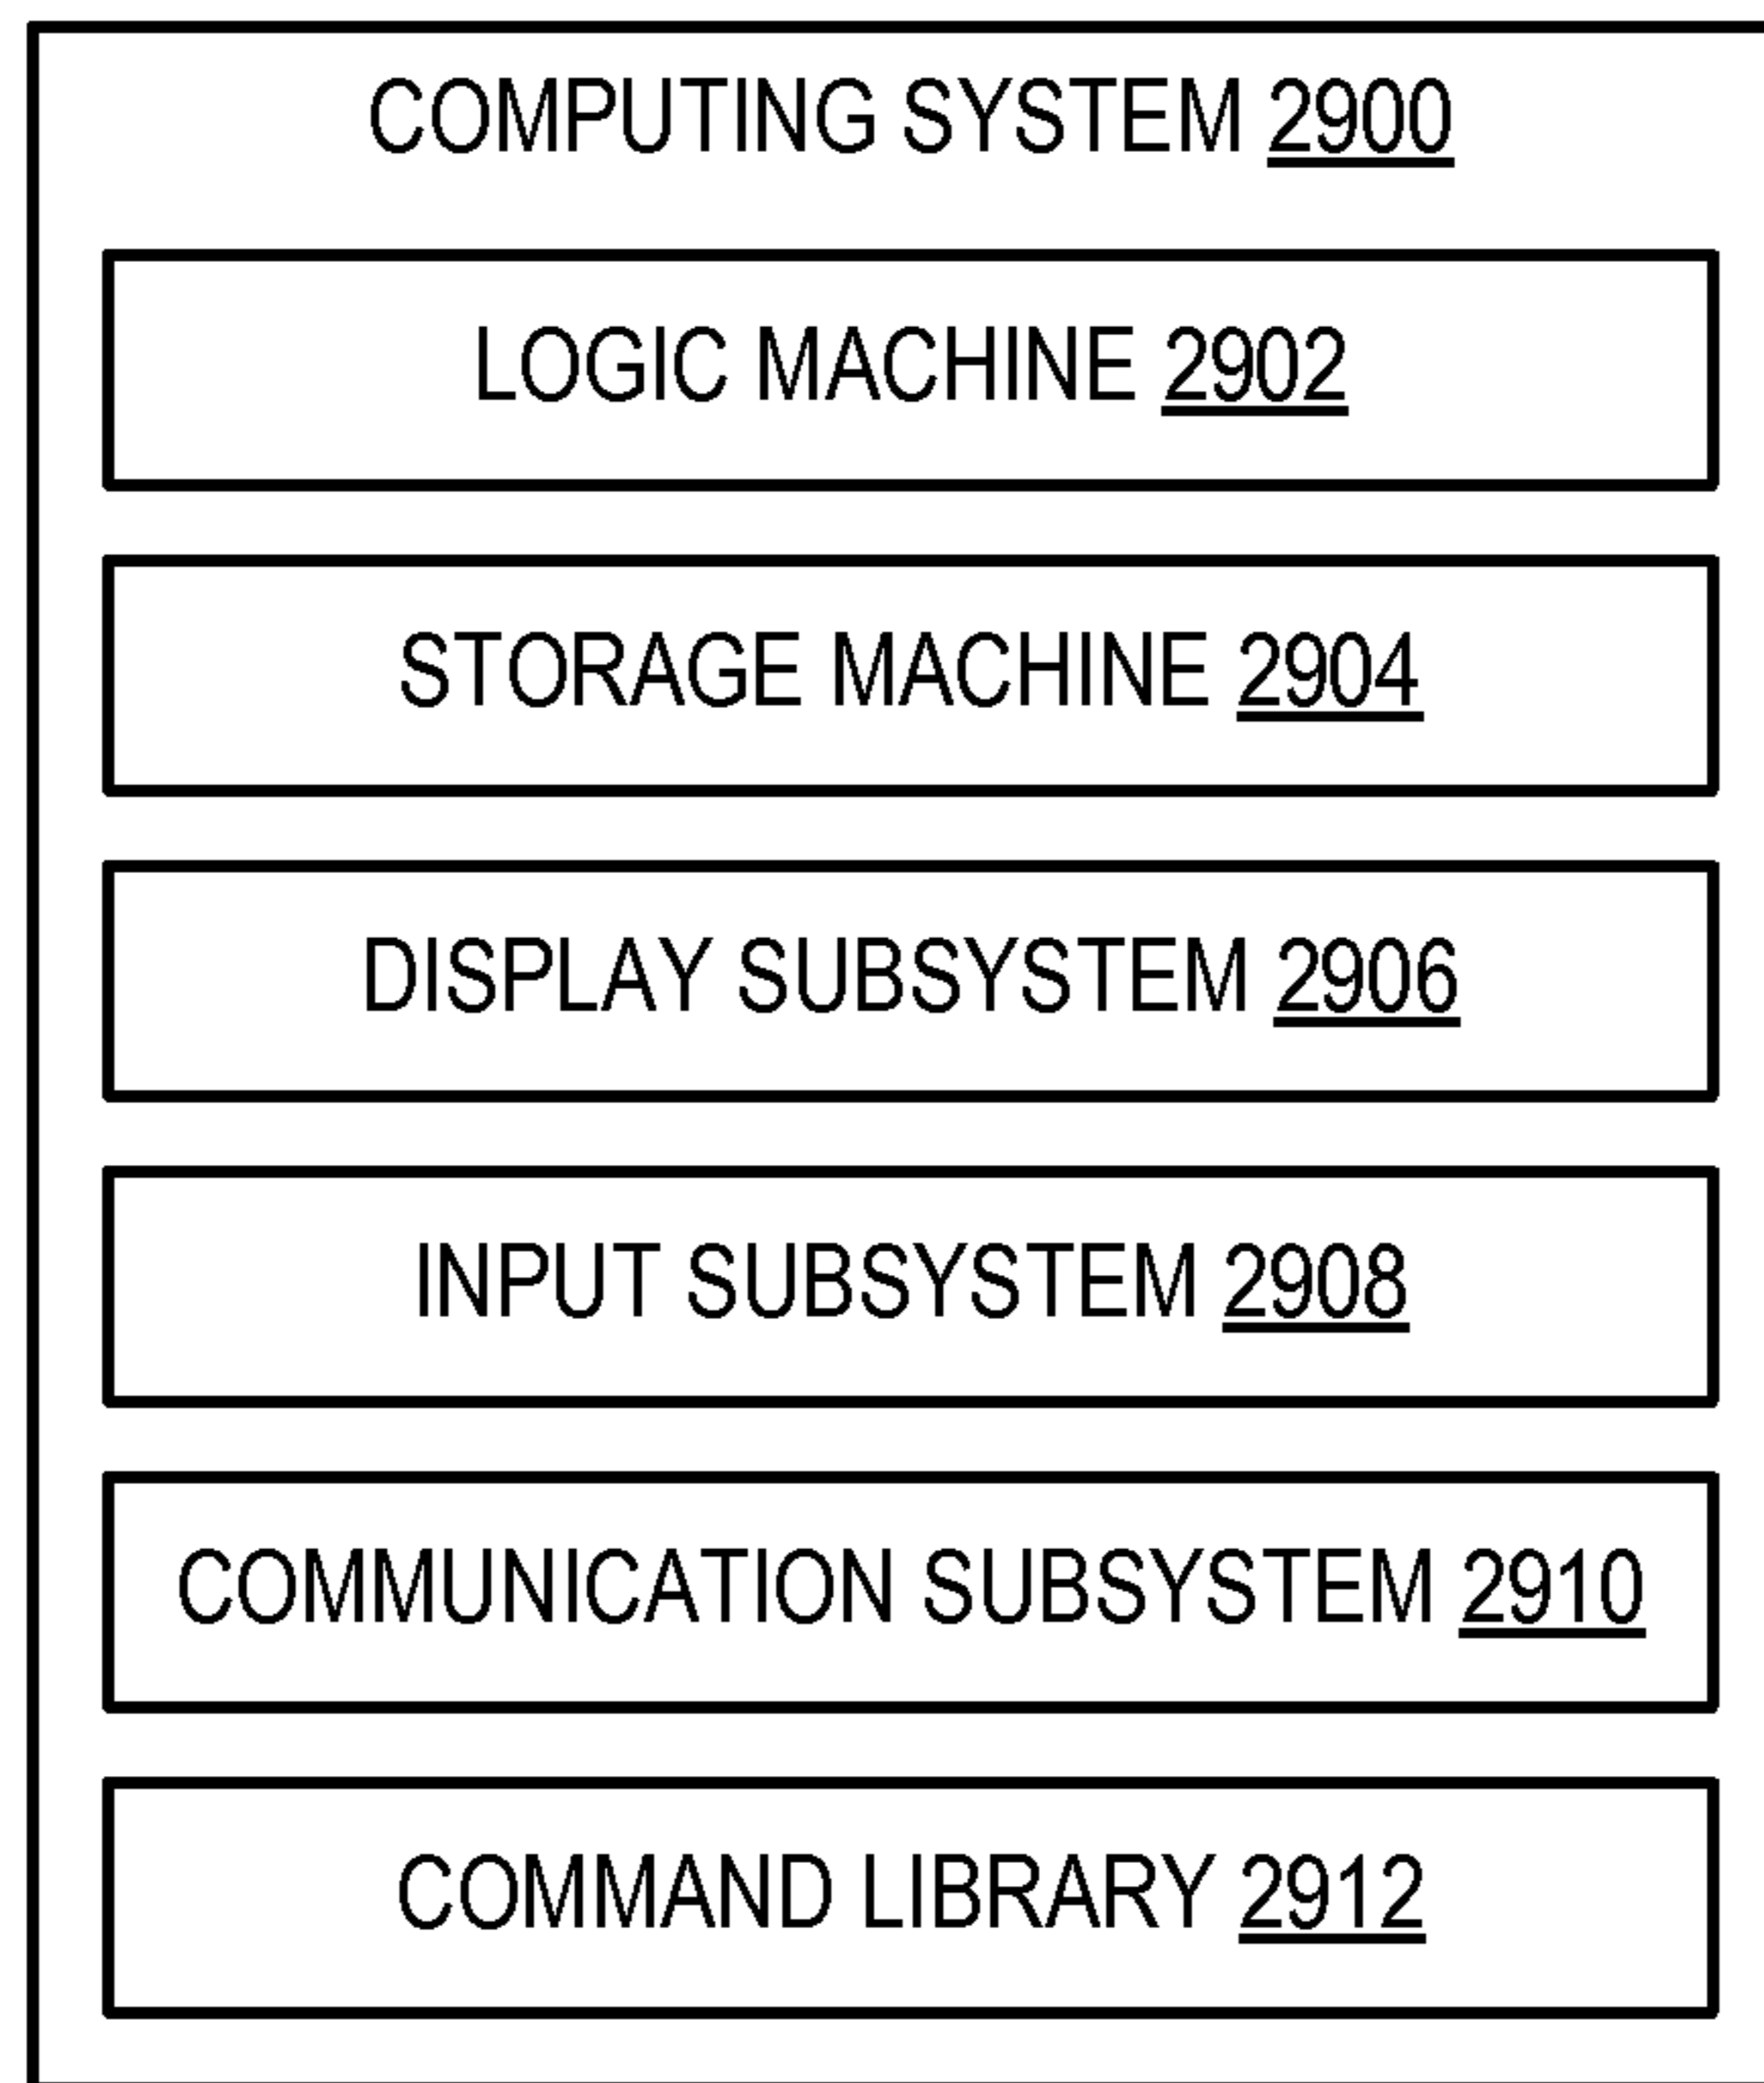 COMPUTING SYSTEM 2900
LOGIC MACHINE 2902
STORAGE MACHINE 2904
DISPLAY SUBSYSTEM 2906
INPUT SUBSYSTEM 2908
COMMUNICATION SUBSYSTEM 2910
COMMAND LIBRARY 2912